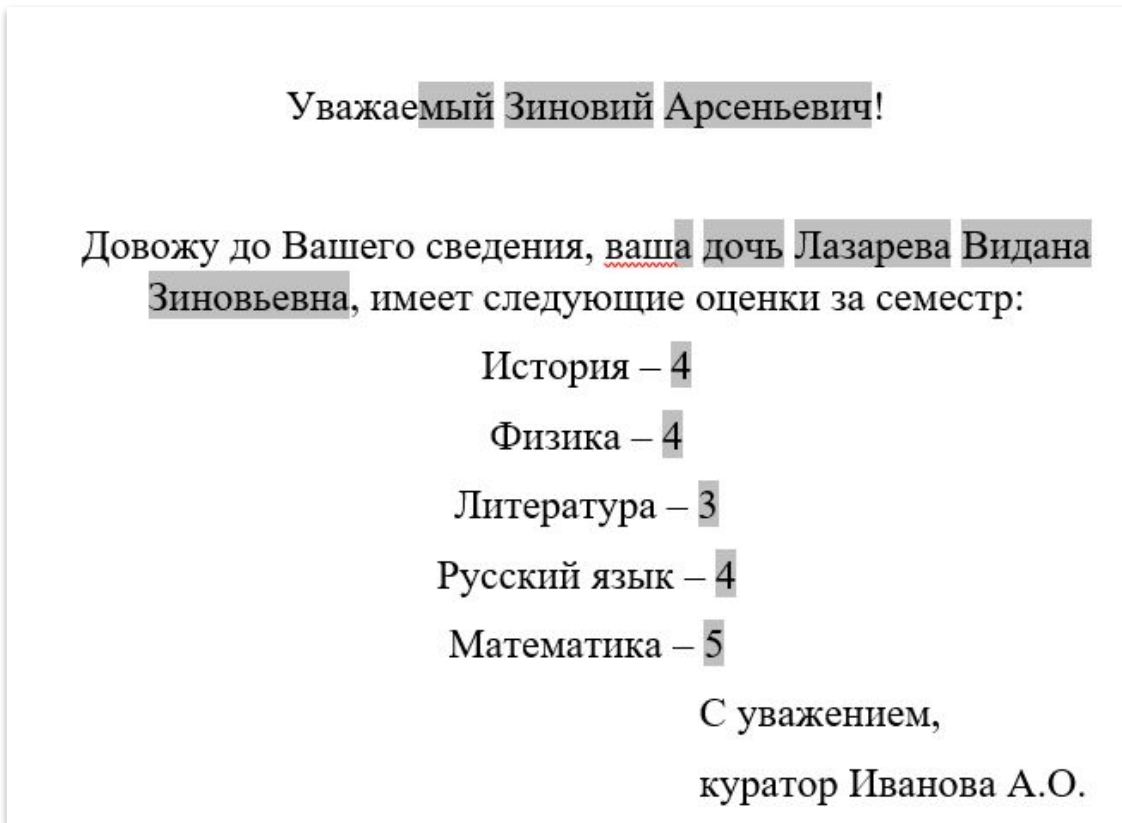 Уважаемый Зиновий Арсеньевич!
Довожу до Вашего сведения, ваша дочь Лазарева Видана
Зиновьевна, имеет следующие оценки за семестр:
История – 4
Физика – 4
Литература – 3
Русский язык – 4
Математика – 5
С уважением,
куратор Иванова А.О.